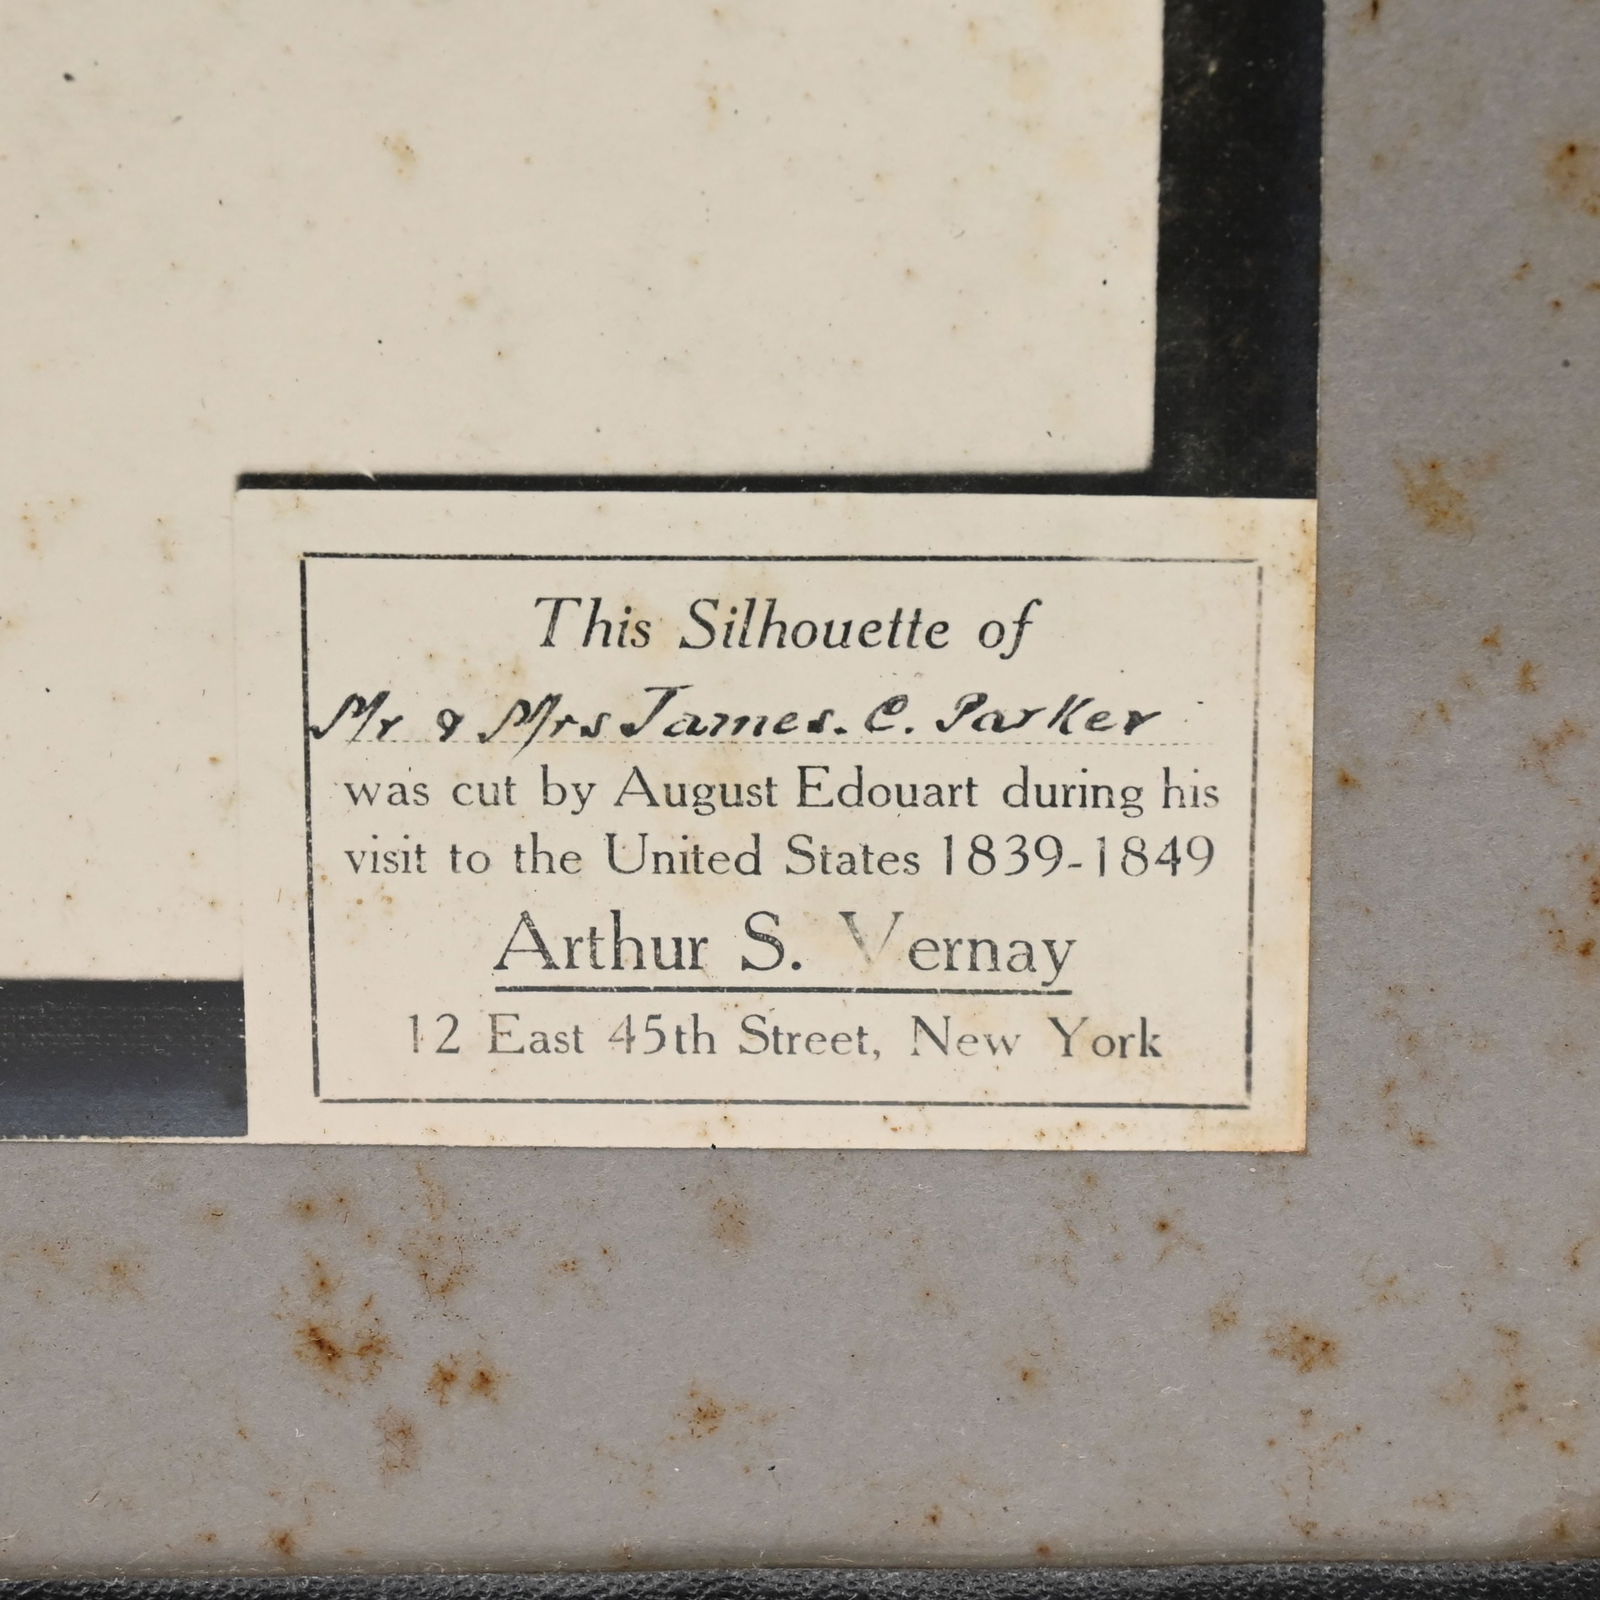 This Silhouette of
Mr & Mrs James. C. Parker
was cut by August Edouart during his
visit to the United States 1839-1849
Arthur S. Vernay
12 East 45th Street, New York